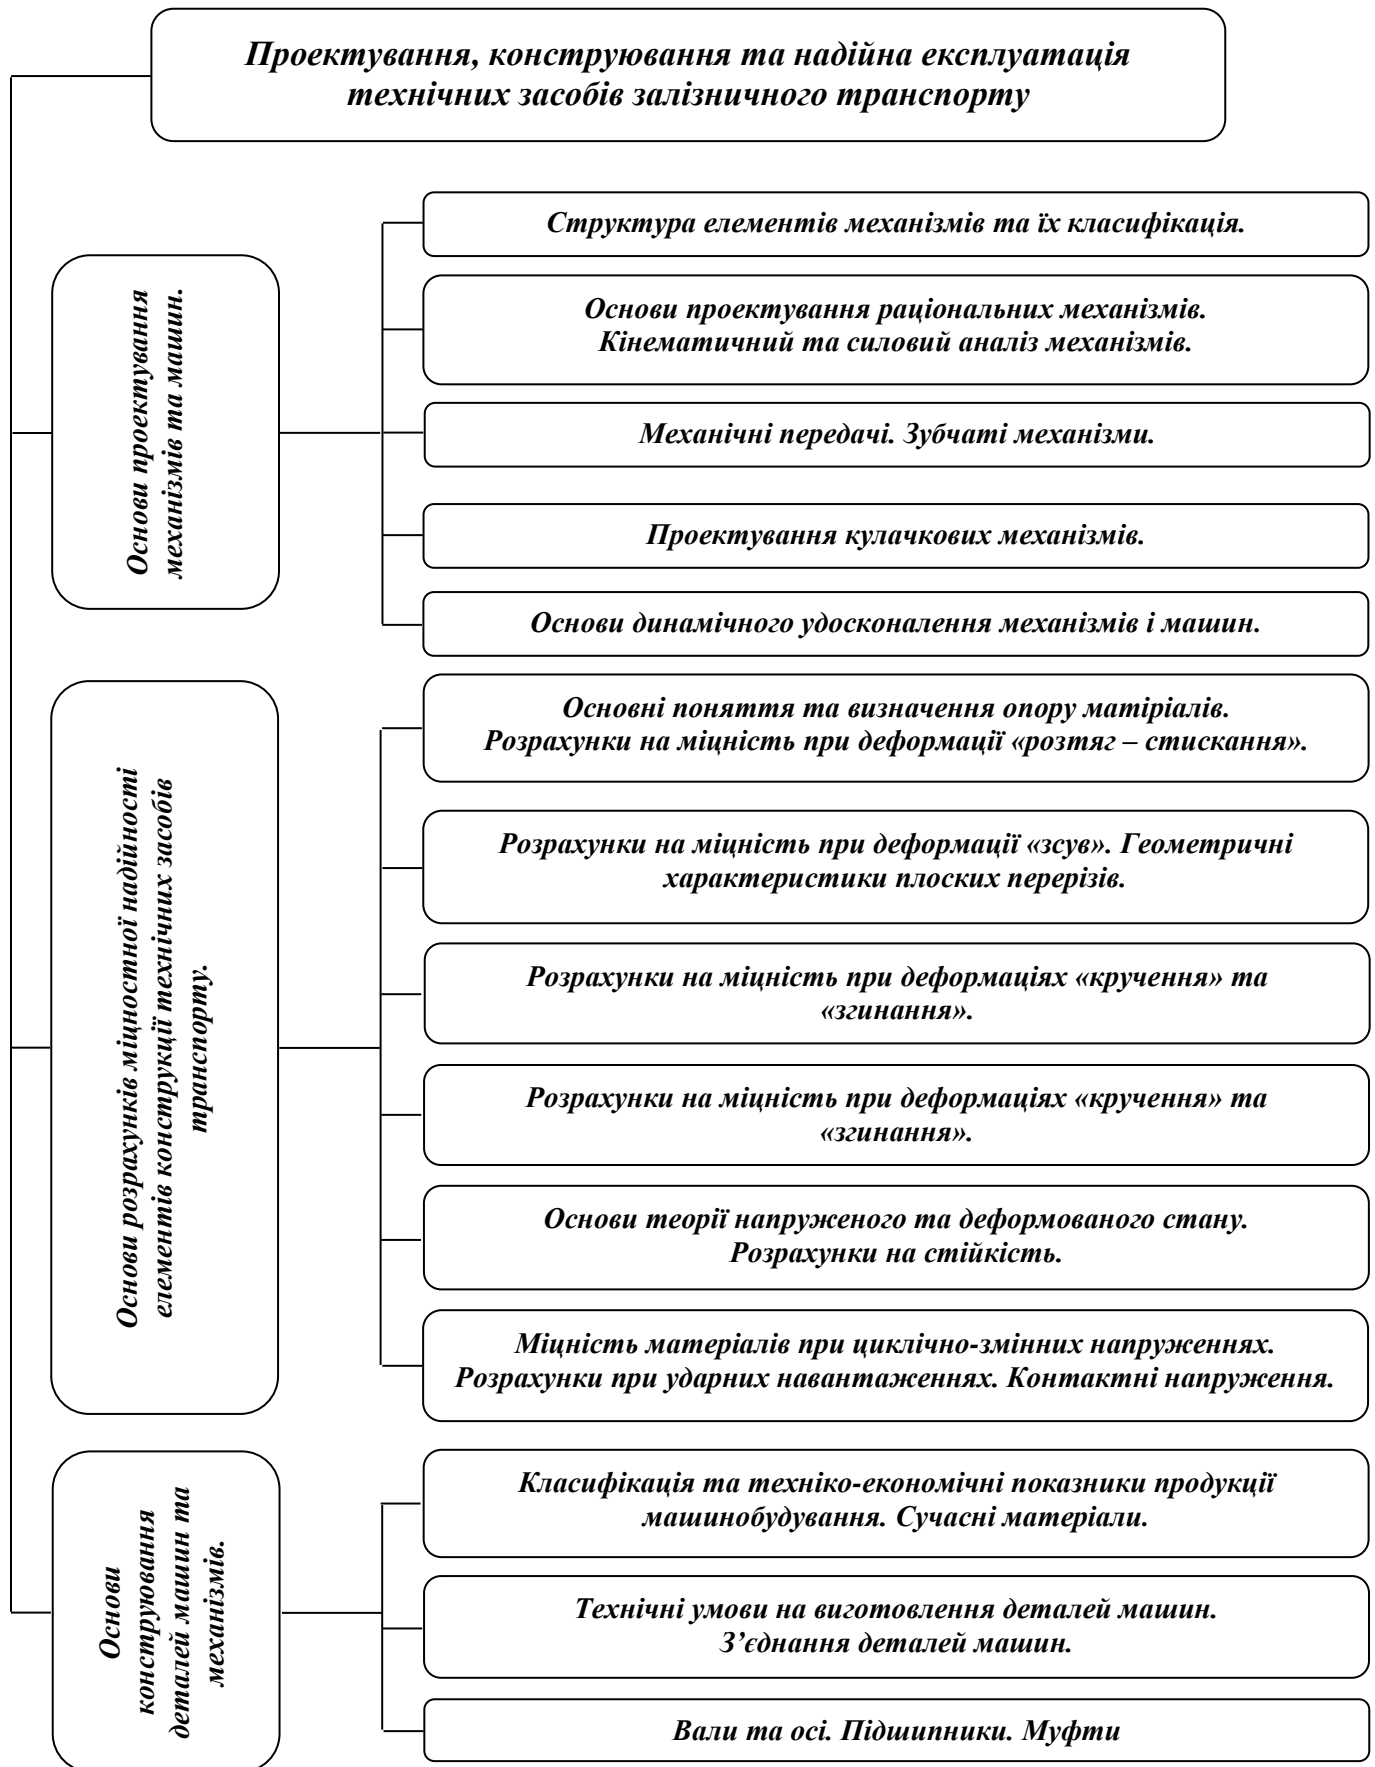 Проектування, конструювання та надійна експлуатація
технічних засобів залізничного транспорту
Основи проектування
механізмів та машин.
Структура елементів механізмів та їх класифікація.
Основи проектування раціональних механізмів.
Кінематичний та силовий аналіз механізмів.
Механічні передачі. Зубчаті механізми.
Проектування кулачкових механізмів.
Основи динамічного удосконалення механізмів і машин.
Основи розрахунків міцностної надійності
елементів конструкції технічних засобів
транспорту.
Основні поняття та визначення опору матіріалів.
Розрахунки на міцність при деформації «розтяг – стискання».
Розрахунки на міцність при деформації «зсув». Геометричні
характеристики плоских перерізів.
Розрахунки на міцність при деформаціях «кручення» та
«згинання».
Розрахунки на міцність при деформаціях «кручення» та
«згинання».
Основи теорії напруженого та деформованого стану.
Розрахунки на стійкість.
Міцність матеріалів при циклічно-змінних напруженнях.
Розрахунки при ударних навантаженнях. Контактні напруження.
Основи
конструювання
деталей машин та
механізмів.
Класифікація та техніко-економічні показники продукції
машинобудування. Сучасні матеріали.
Технічні умови на виготовлення деталей машин.
З’єднання деталей машин.
Вали та осі. Підшипники. Муфти